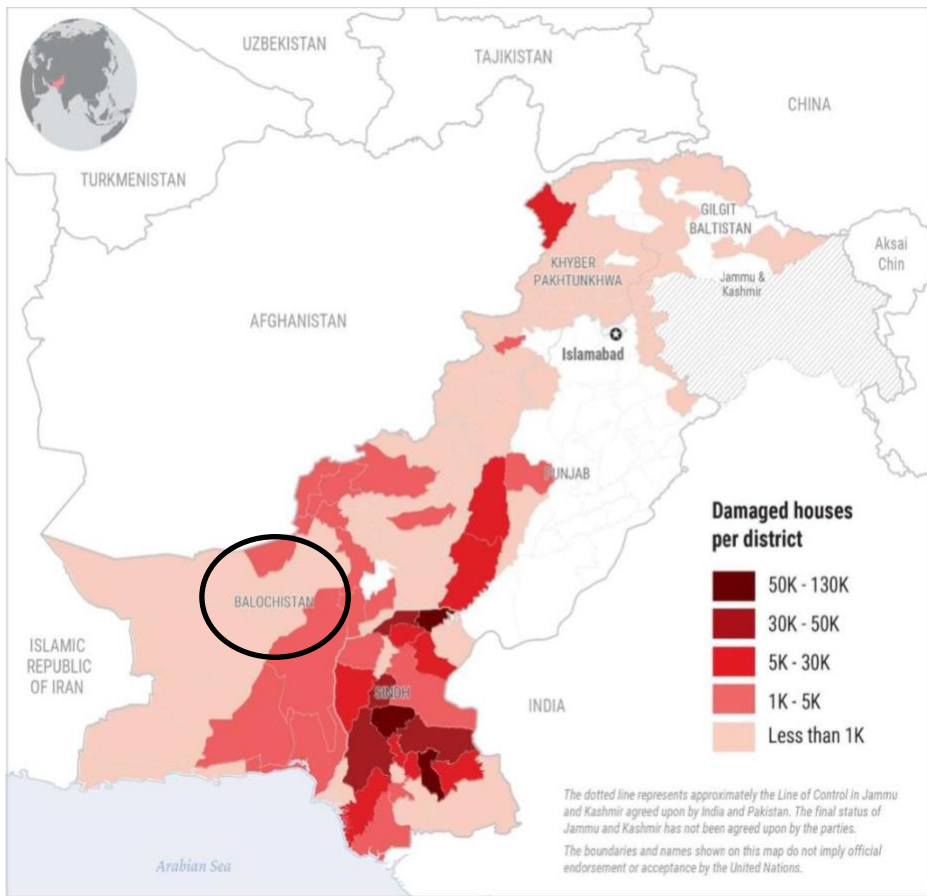 UZBEKISTAN
TAJIKISTAN
CHINA
TURKMENISTAN
GILGIT
BALTISTAN
Aksai
Chin
KHYBER
PAKHTUNKHWA
Jammu &
Kashmir
AFGHANISTAN
Islamabad
PUNJAB
Damaged houses
per district
50K - 130K
30K - 50K
5K - 30K
1K - 5K
Less than 1K
BALOCHISTAN
ISLAMIC
REPUBLIC
OF IRAN
SINDH
INDIA
The dotted line represents approximately the Line of Control in Jammu
and Kashmir agreed upon by India and Pakistan. The final status of
Jammu and Kashmir has not been agreed upon by the parties.
The boundaries and names shown on this map do not imply official
endorsement or acceptance by the United Nations.
Arabian Sea